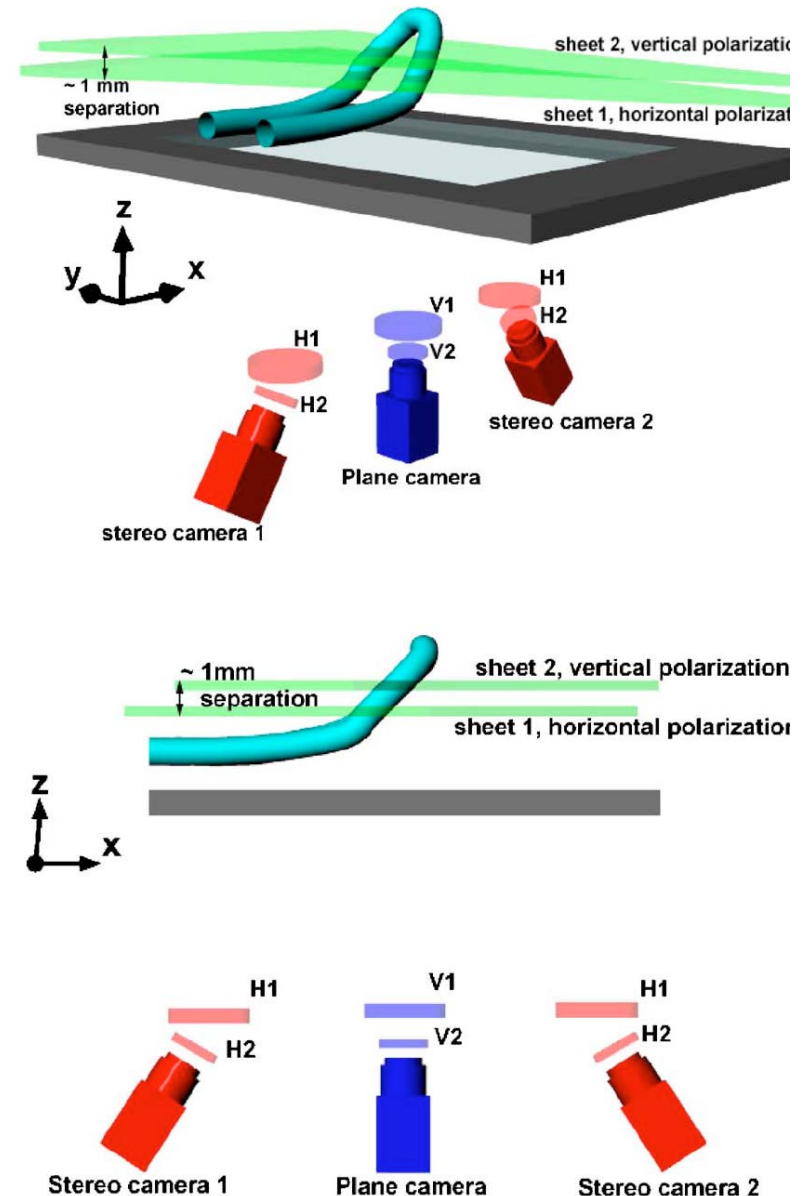 sheet 2, vertical polarizatio
~ 1 mm
separation
sheet 1, horizontal polarizat
z
y
x
H1
V1
H1
H2
V2
H2
stereo camera 2
Plane camera
stereo camera 1
~ 1mm
separation
sheet 2, vertical polarization
sheet 1, horizontal polarization
z
x
H1
V1
H1
H2
V2
H2
Stereo camera 1
Plane camera
Stereo camera 2